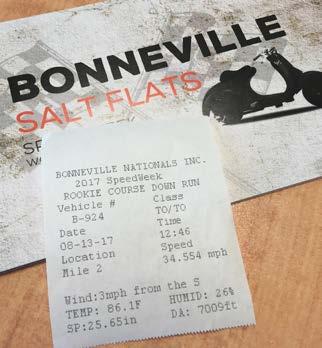 BONNEVILLE
SALT FLATS
SP
BONNEVILLE NATIONALS INC.
2017 SpeedWeek
ROOKIE COURSE DOWN RUN
Vehicle # Class
B-924 TO/TO
Date Time
08-13-17 12:46
Location Speed
Mile 2 34.554 mph
Wind:3mph from the S
TEMP: 86.1F HUMID: 26%
SP:25.65in DA: 7009ft